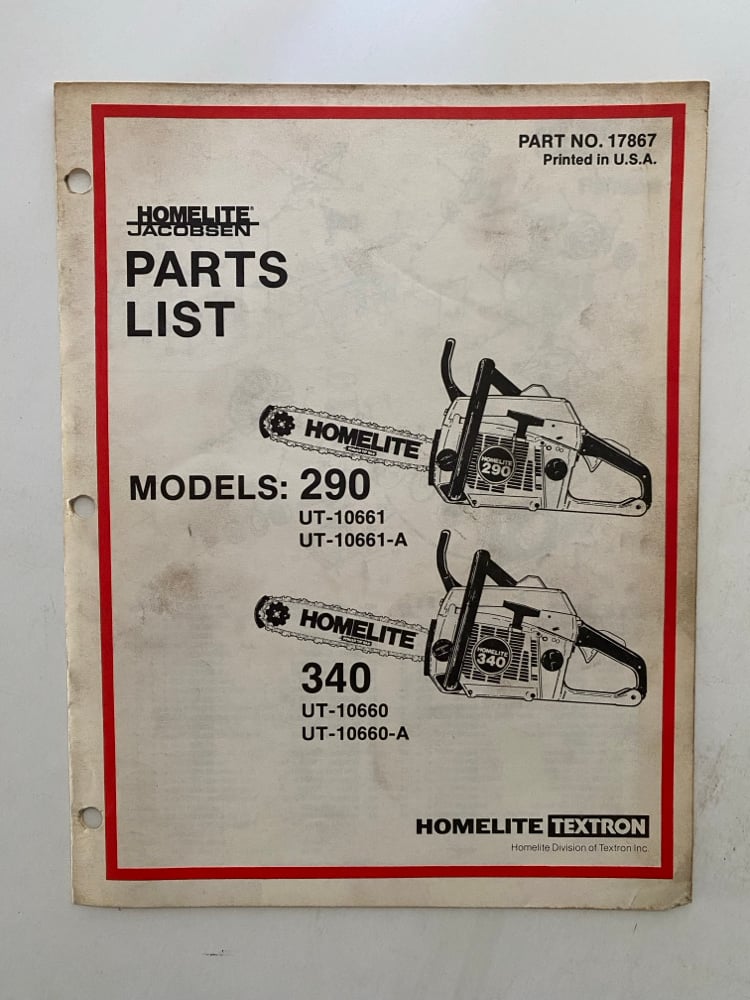 PART NO. 17867
Printed in U.S.A.
HOMELITE®
JACOBSEN
PARTS
LIST
HOMELITE
HOMELITE
290
MODELS: 290
UT-10661
UT-10661-A
HOMELITE
HOMELITE
340
340
UT-10660
UT-10660-A
HOMELITE TEXTRON
Homelite Division of Textron Inc.